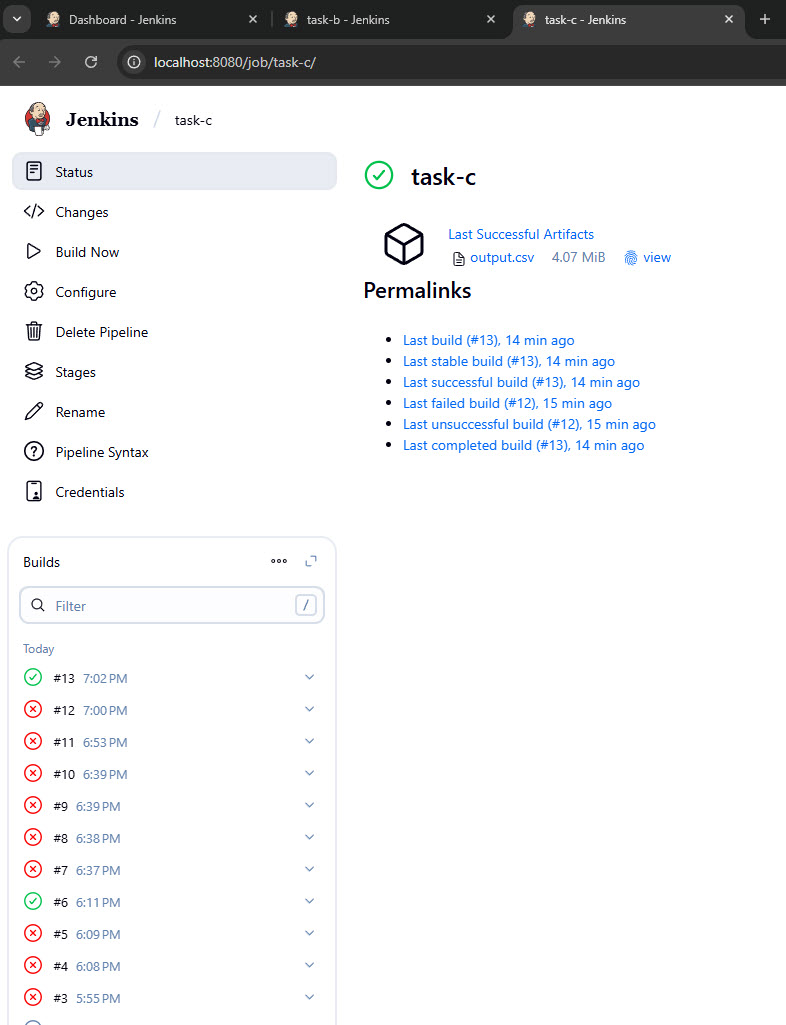 Dashboard - Jenkins
task-b - Jenkins
task-c - Jenkins
localhost:8080/job/task-c/
Jenkins / task-c
Status
Changes
Build Now
Configure
Delete Pipeline
Stages
Rename
Pipeline Syntax
Credentials
task-c
Last Successful Artifacts
output.csv 4.07 MiB view
Permalinks
Last build (#13), 14 min ago
Last stable build (#13), 14 min ago
Last successful build (#13), 14 min ago
Last failed build (#12), 15 min ago
Last unsuccessful build (#12), 15 min ago
Last completed build (#13), 14 min ago
Builds
Filter /
Today
#13 7:02 PM
#12 7:00 PM
#11 6:53 PM
#10 6:39 PM
#9 6:39 PM
#8 6:38 PM
#7 6:37 PM
#6 6:11 PM
#5 6:09 PM
#4 6:08 PM
#3 5:55 PM